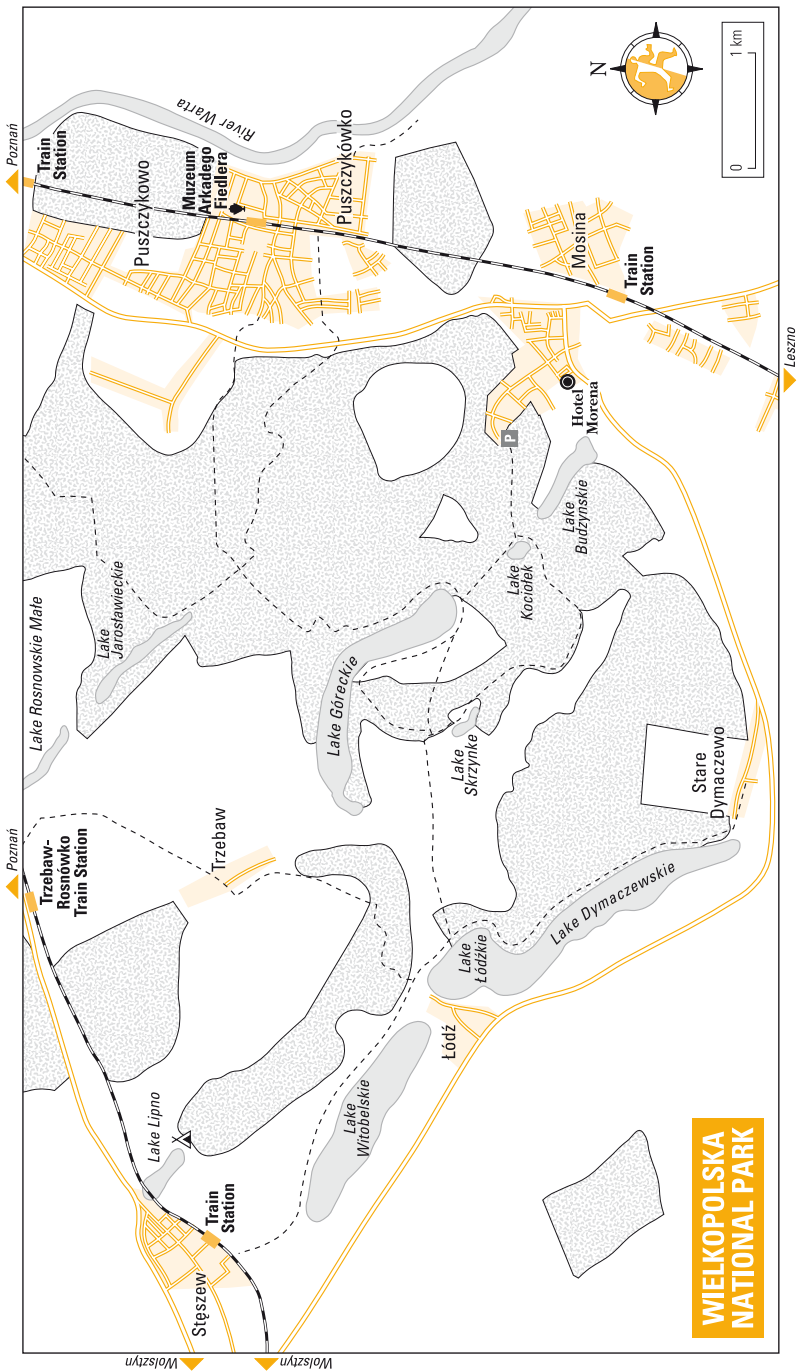 Poznań
Poznań
Train
Station
River Warta
Puszczykowo
Muzeum
Arkadego
Fiedlera
Puszczykówko
N
0
1 km
Mosina
Train
Station
Leszno
Hotel
Morena
P
Lake
Budzynskie
Lake
Kociołek
Lake
Jarosławieckie
Lake Rosnowskie Małe
Lake Góreckie
Lake
Skrzynke
Stare
Dymaczewo
Trzebaw-
Rosnówko
Train Station
Trzebaw
Lake Dymaczewskie
Lake
Łódźkie
Łódź
Lake
Witobelskie
Lake Lipno
Train
Station
Stęszew
Wolsztyn
Wolsztyn
WIELKOPOLSKA
NATIONAL PARK